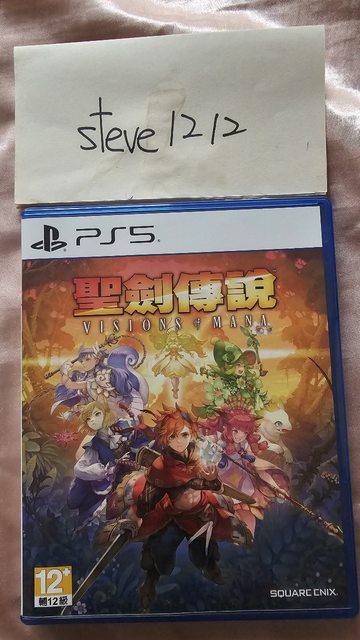 steve1212
PS5
聖劍傳說
VISIONS of MANA
12+
輔12級
SQUARE ENIX.